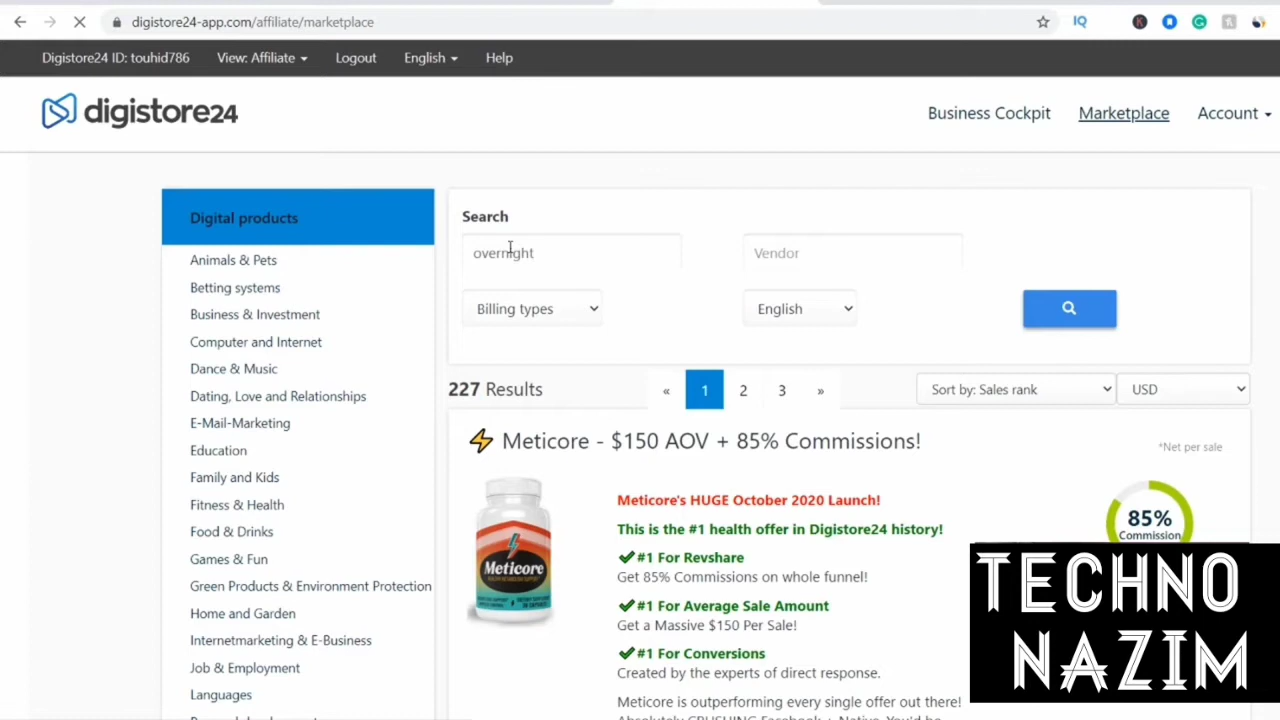 digistore24-app.com/affiliate/marketplace
IQ
Digistore24 ID: touhid786 View: Affiliate Logout English Help
digistore24
Business Cockpit Marketplace Account
Digital products
Animals & Pets
Betting systems
Business & Investment
Computer and Internet
Dance & Music
Dating, Love and Relationships
E-Mail-Marketing
Education
Family and Kids
Fitness & Health
Food & Drinks
Games & Fun
Green Products & Environment Protection
Home and Garden
Internetmarketing & E-Business
Job & Employment
Languages
Search
overnight Vendor
Billing types English
227 Results « 1 2 3 » Sort by: Sales rank USD
Meticore - $150 AOV + 85% Commissions!
*Net per sale
Meticore
Meticore's HUGE October 2020 Launch!
This is the #1 health offer in Digistore24 history!
#1 For Revshare
Get 85% Commissions on whole funnel!
#1 For Average Sale Amount
Get a Massive $150 Per Sale!
#1 For Conversions
Created by the experts of direct response.
Meticore is outperforming every single offer out there!
Absolutely CRUSHING Facebook + Native. You'd be
85%
Commission
TECHNO
NAZIM